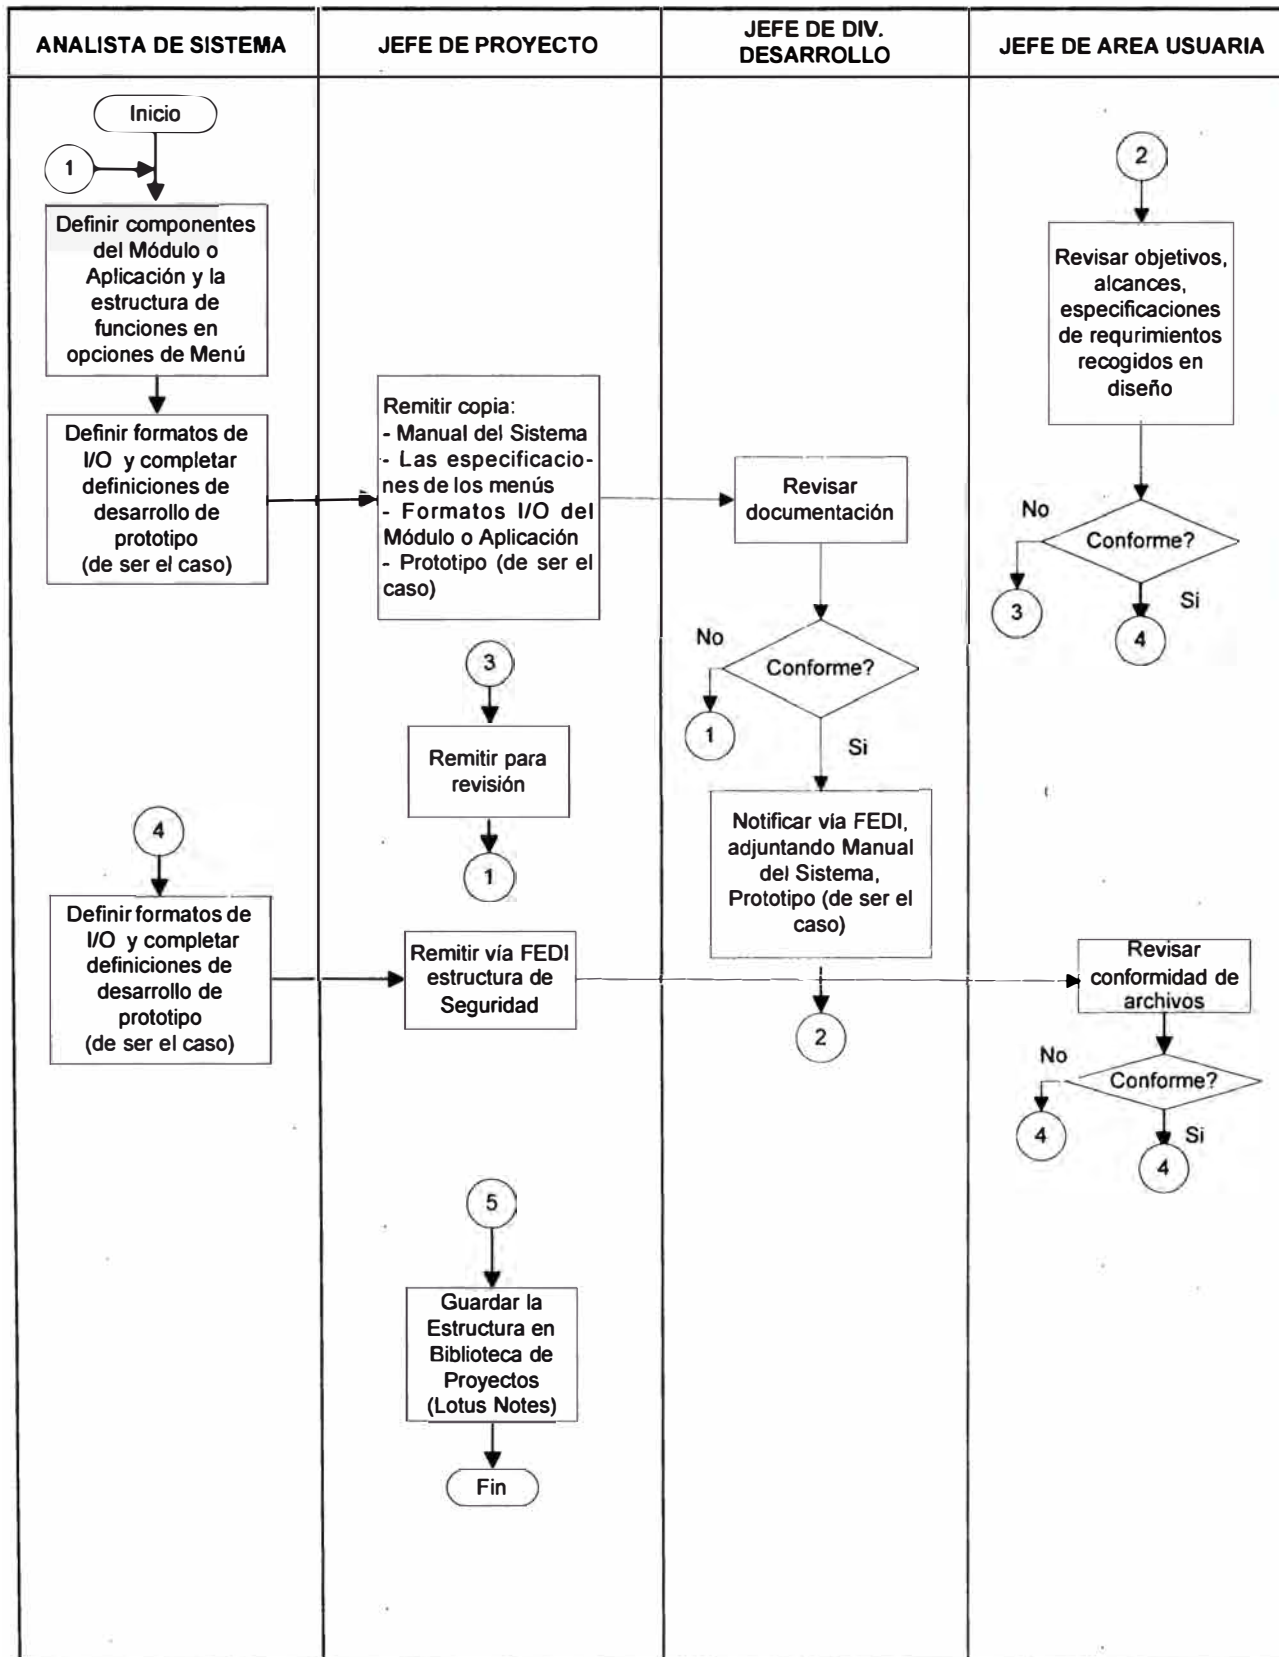 ANALISTA DE SISTEMA
JEFE DE PROYECTO
JEFE DE DIV.
DESARROLLO
JEFE DE AREA USUARIA
Inicio
1
Definir componentes
del Módulo o
Aplicación y la
estructura de
funciones en
opciones de Menú
Definir formatos de
I/O y completar
definiciones de
desarrollo de
prototipo
(de ser el caso)
4
Definir formatos de
I/O y completar
definiciones de
desarrollo de
prototipo
(de ser el caso)
Remitir copia:
- Manual del Sistema
- Las especificacio-
nes de los menús
- Formatos I/O del
Módulo o Aplicación
- Prototipo (de ser el
caso)
3
Remitir para
revisión
1
Remitir vía FEDI
estructura de
Seguridad
5
Guardar la
Estructura en
Biblioteca de
Proyectos
(Lotus Notes)
Fin
Revisar
documentación
No
Conforme?
1
Si
Notificar vía FEDI,
adjuntando Manual
del Sistema,
Prototipo (de ser el
caso)
2
2
Revisar objetivos,
alcances,
especificaciones
de requrimientos
recogidos en
diseño
No
Conforme?
3
Si
4
Revisar
conformidad de
archivos
No
Conforme?
4
Si
4